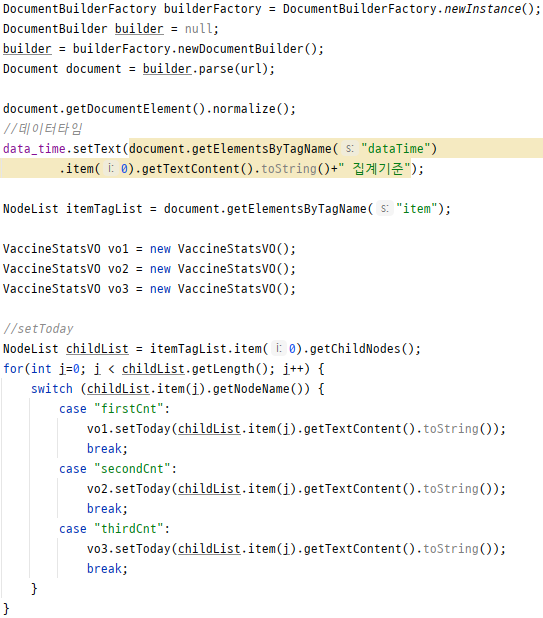 DocumentBuilderFactory builderFactory = DocumentBuilderFactory.newInstance();
DocumentBuilder builder = null;
builder = builderFactory.newDocumentBuilder();
Document document = builder.parse(url);
document.getDocumentElement().normalize();
//데이터타임
data_time.setText(document.getElementsByTagName( s: "dataTime")
.item( i: 0).getTextContent().toString()+" 집계기준");
NodeList itemTagList = document.getElementsByTagName( s: "item");
VaccineStatsVO vo1 = new VaccineStatsVO();
VaccineStatsVO vo2 = new VaccineStatsVO();
VaccineStatsVO vo3 = new VaccineStatsVO();
//setToday
NodeList childList = itemTagList.item( i: 0).getChildNodes();
for(int j=0; j < childList.getLength(); j++) {
switch (childList.item(j).getNodeName()) {
case "firstCnt":
vo1.setToday(childList.item(j).getTextContent().toString());
break;
case "secondCnt":
vo2.setToday(childList.item(j).getTextContent().toString());
break;
case "thirdCnt":
vo3.setToday(childList.item(j).getTextContent().toString());
break;
}
}